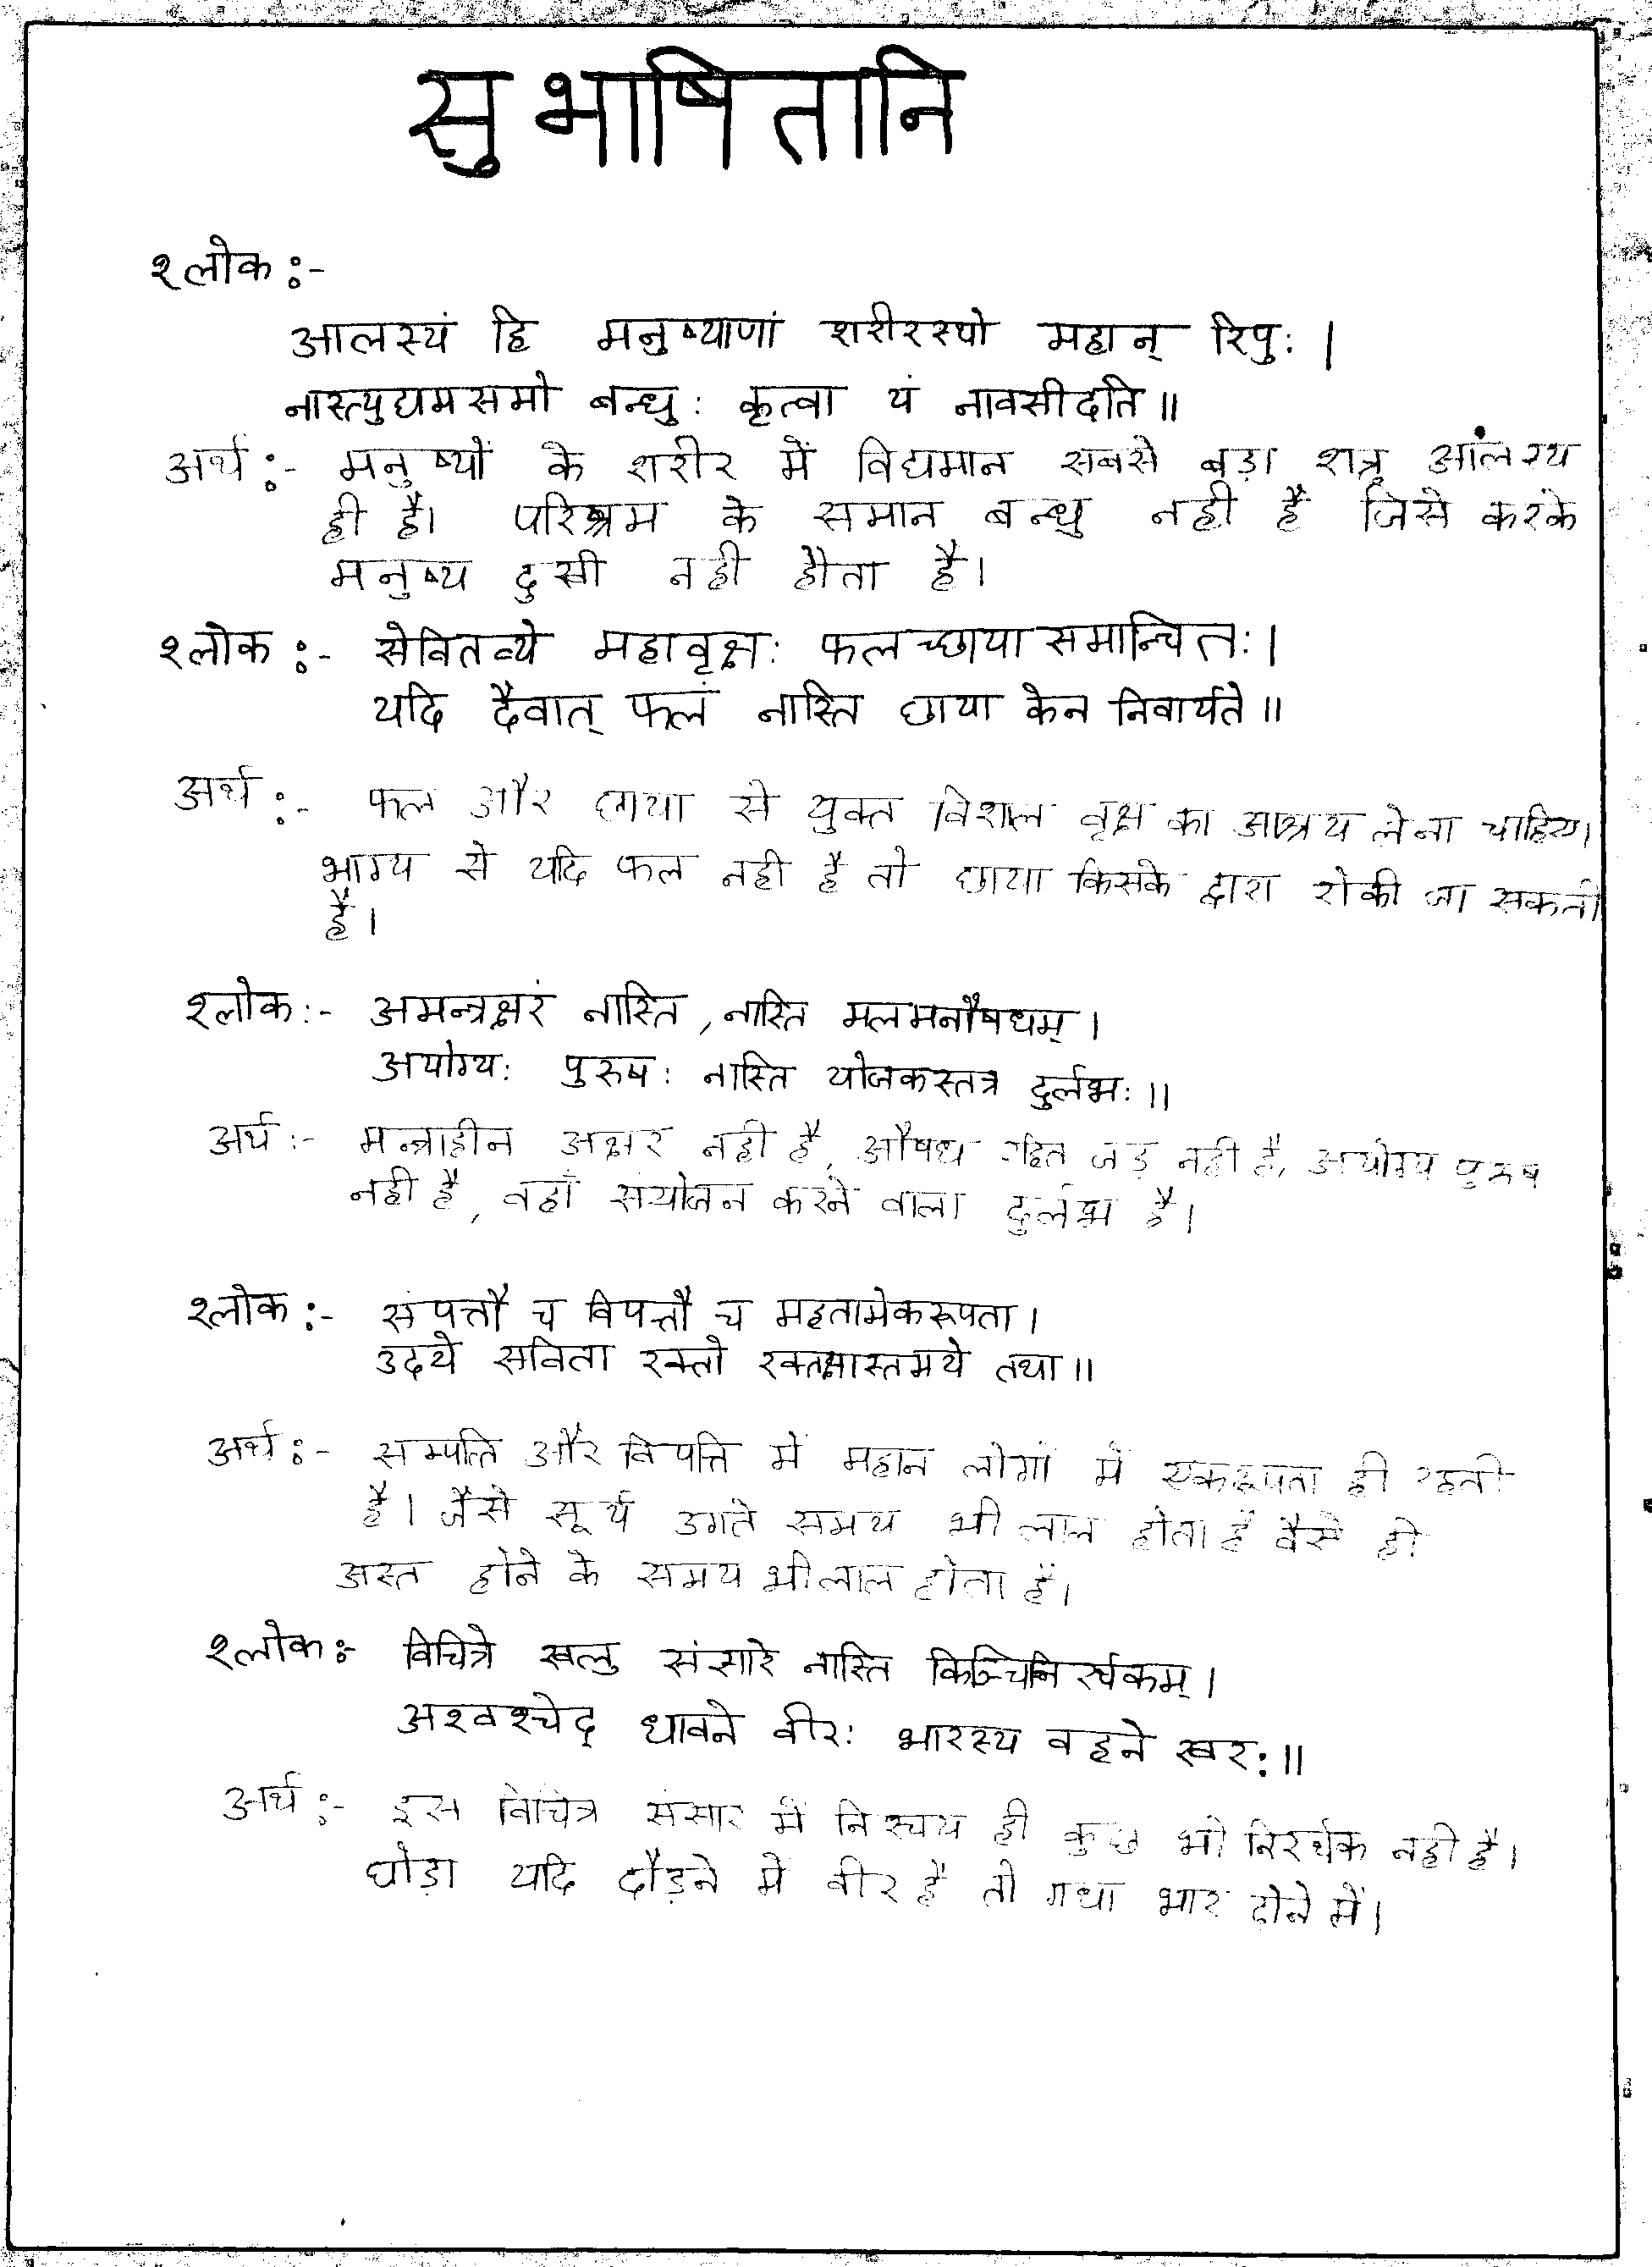 सुभाषितानि
श्लोक :-
आलस्यं हि मनुष्याणां शरीरस्पो महान् रिपुः ।
नास्त्युद्यमसमो बन्धुः कृत्वा यं नावसीदति ॥
अर्थ :- मनुष्यों के शरीर में विद्यमान सबसे बड़ा शत्रु आंलस्य
ही है। परिश्रम के समान बन्धु नही है जिसे करके
मनुष्य दुसी नही होता है।
श्लोक :- सेवितव्ये महावृक्षः फलच्छायासमान्वितः।
यदि दैवात् फलं नास्ति छाया केन निवार्यते॥
अर्थ :- फल और छाया से युक्त विशाल वृक्ष का आश्रय लेना चाहिए।
भाग्य से यदि फल नही है तो छाया किसके द्वारा रोकी जा सकती
है।
श्लोक :- अमन्त्रक्षरं नास्ति, नास्ति मलमनौषधम्।
अयोग्यः पुरुषः नास्ति योजकस्तत्र दुर्लभः॥
अर्थ :- मन्त्राहीन अक्षर नही है, औषध रहित जड़ नही है, अयोग्य पुरुष
नही है, वहाँ संयोजन करने वाला दुर्लभ है।
श्लोक :- संपत्तौ च विपत्तौ च महतामेकरूपता।
उदये सविता रक्तो रक्तश्चास्तमये तथा॥
अर्थ :- सम्पत्ति और विपत्ति में महान लोगों में एकरूपता ही रहती
है। जैसे सूर्य उगते समय भी लाल होता है वैसे ही
अस्त होने के समय भी लाल होता है।
श्लोक :- विचित्रे खलु संसारे नास्ति किञ्चिनि र्स्थकम्।
अश्वश्चेद् धावने वीरः भारस्य वहने खरः॥
अर्थ :- इस विचित्र संसार में निश्चय ही कुछ भी निरर्थक नही है।
घोड़ा यदि दौड़ने में वीर है तो गधा भार ढोने में।